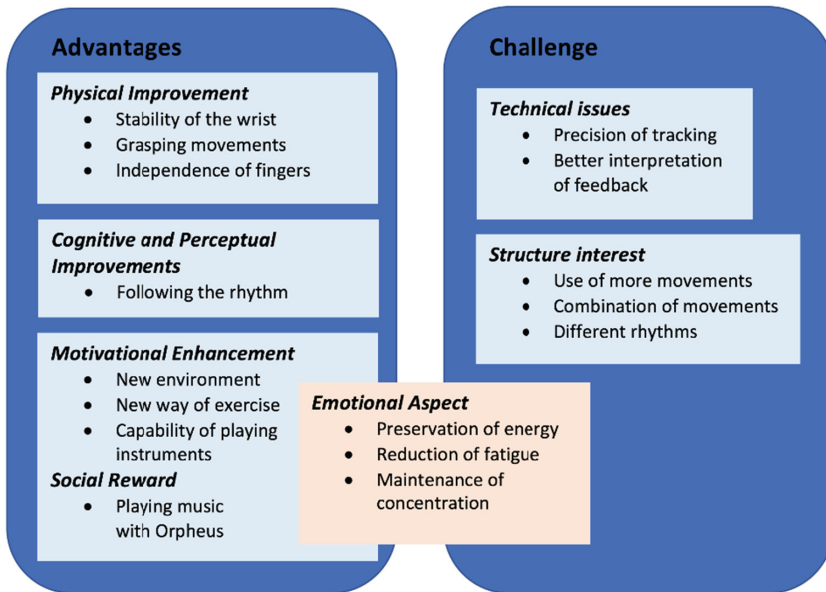 Advantages
Physical Improvement
• Stability of the wrist
• Grasping movements
• Independence of fingers
Cognitive and Perceptual
Improvements
• Following the rhythm
Motivational Enhancement
• New environment
• New way of exercise
• Capability of playing
instruments
Social Reward
• Playing music
with Orpheus
Emotional Aspect
• Preservation of energy
• Reduction of fatigue
• Maintenance of
concentration
Challenge
Technical issues
• Precision of tracking
• Better interpretation
of feedback
Structure interest
• Use of more movements
• Combination of movements
• Different rhythms